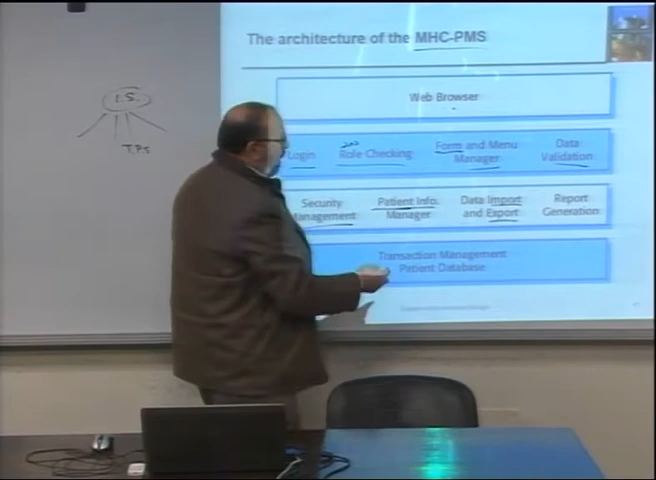 The architecture of the MHC-PMS
Web Browser
Login
Role Checking
Form and Menu
Manager
Data
Validation
Security
Management
Patient Info.
Manager
Data Import
and Export
Report
Generation
Transaction Management
Patient Database
I.S.
T.P.S